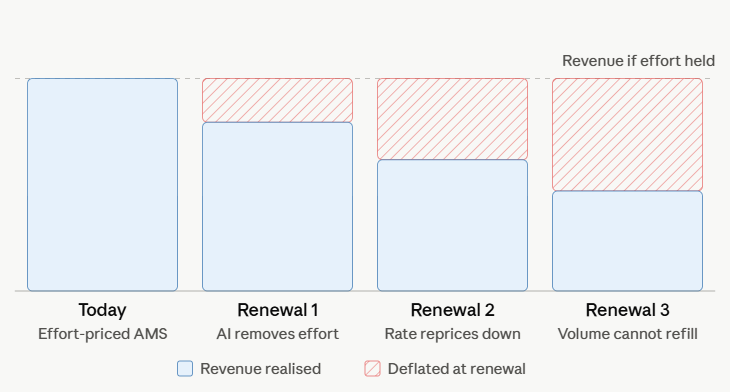 Revenue if effort held
Today
Renewal 1
Renewal 2
Renewal 3
Effort-priced AMS
AI removes effort
Rate reprices down
Volume cannot refill
Revenue realised
Deflated at renewal